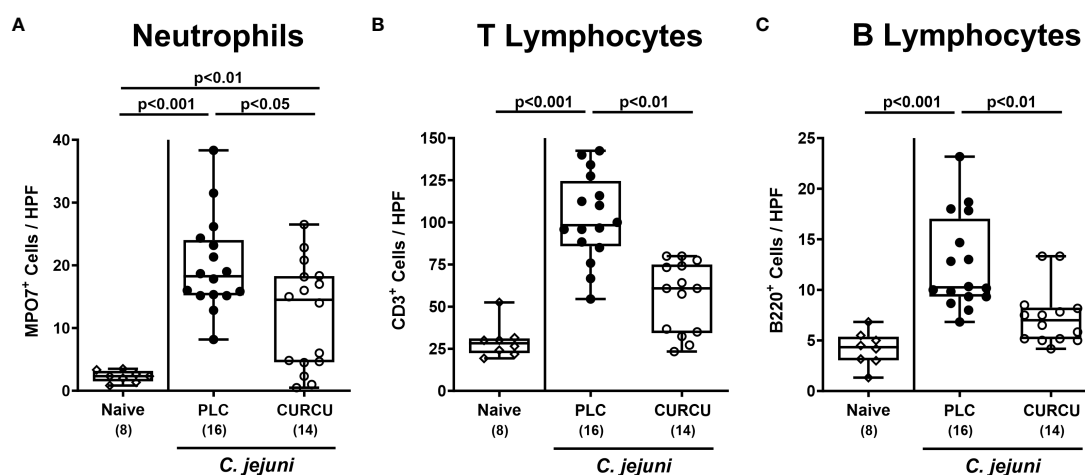 A
Neutrophils
p<0.01
p<0.001
p<0.05
MPO7⁺ Cells / HPF
40
30
20
10
0
Naive
PLC
CURCU
(8)
(16)
(14)
C. jejuni
B
T Lymphocytes
p<0.001
p<0.01
CD3⁺ Cells / HPF
150
125
100
75
50
25
0
Naive
PLC
CURCU
(8)
(16)
(14)
C. jejuni
C
B Lymphocytes
p<0.001
p<0.01
B220⁺ Cells / HPF
25
20
15
10
5
0
Naive
PLC
CURCU
(8)
(16)
(14)
C. jejuni